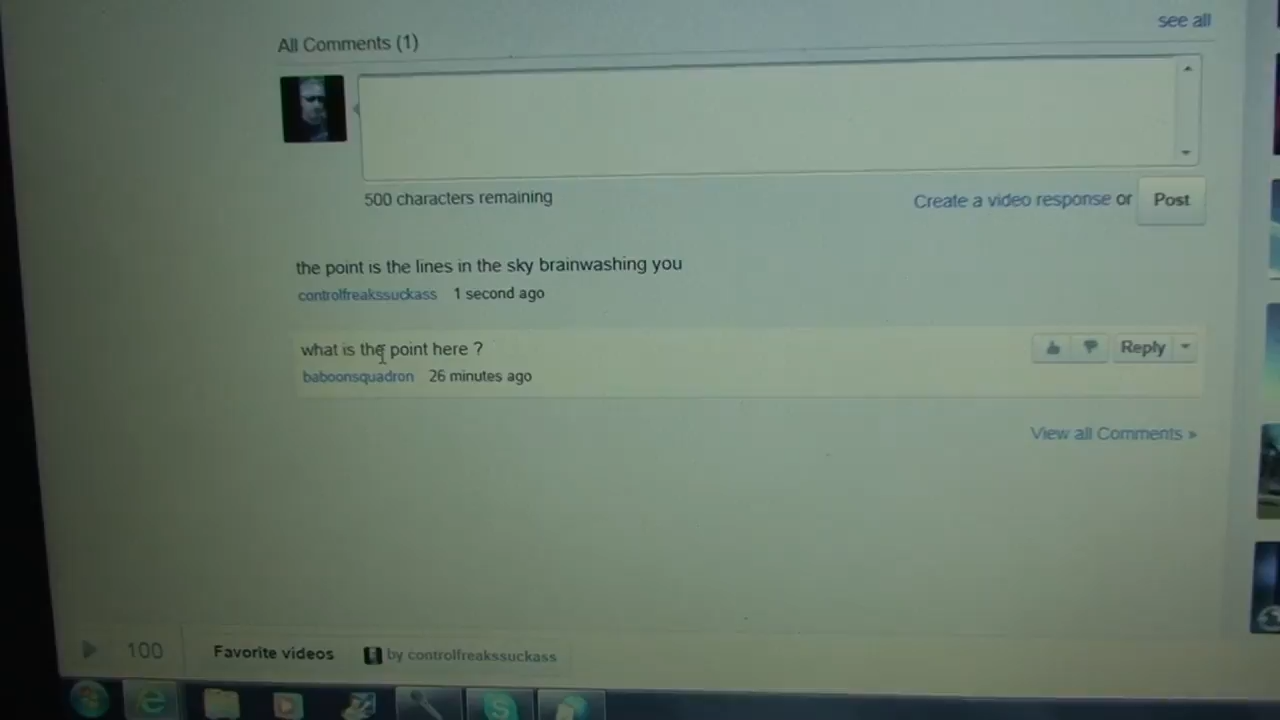 see all
All Comments (1)
500 characters remaining
Create a video response or Post
the point is the lines in the sky brainwashing you
controlfreakssuckass 1 second ago
what is the point here ?
Reply
baboonsquadron 26 minutes ago
View all Comments »
100 Favorite videos by controlfreakssuckass